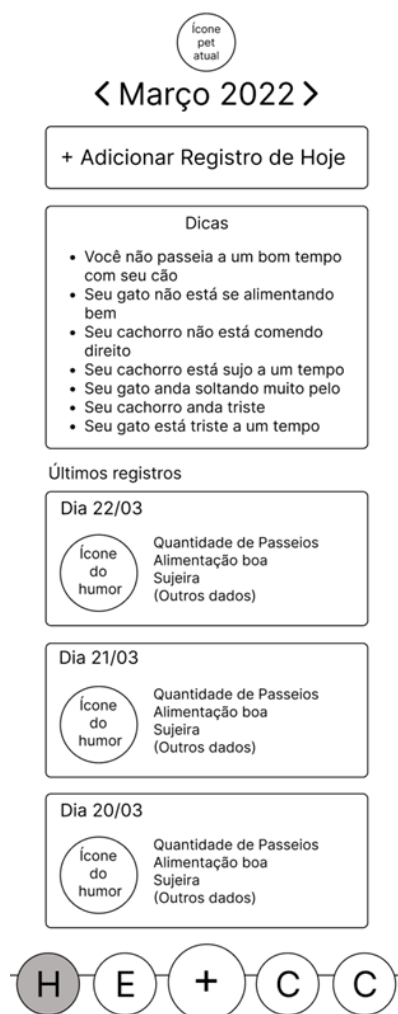 Ícone
pet
atual
< Março 2022 >
+ Adicionar Registro de Hoje
Dicas
• Você não passeia a um bom tempo
com seu cão
• Seu gato não está se alimentando
bem
• Seu cachorro não está comendo
direito
• Seu cachorro está sujo a um tempo
• Seu gato anda soltando muito pelo
• Seu cachorro anda triste
• Seu gato está triste a um tempo
Últimos registros
Dia 22/03
Ícone
do
humor
Quantidade de Passeios
Alimentação boa
Sujeira
(Outros dados)
Dia 21/03
Ícone
do
humor
Quantidade de Passeios
Alimentação boa
Sujeira
(Outros dados)
Dia 20/03
Ícone
do
humor
Quantidade de Passeios
Alimentação boa
Sujeira
(Outros dados)
H E + C C